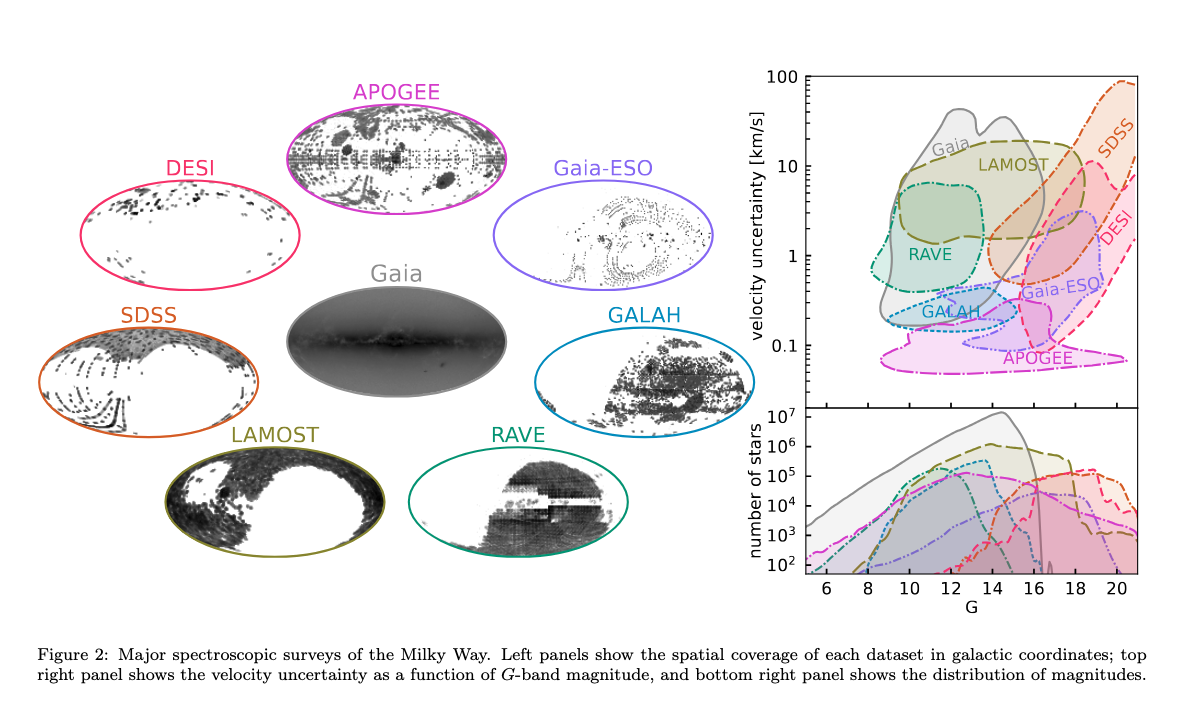 APOGEE
DESI
Gaia-ESO
Gaia
SDSS
GALAH
LAMOST
RAVE
velocity uncertainty [km/s]
100
10
1
0.1
Gaia
LAMOST
SDSS
RAVE
DESI
Gaia-ESO
GALAH
APOGEE
number of stars
10⁷
10⁶
10⁵
10⁴
10³
10²
6 8 10 12 14 16 18 20
G
Figure 2: Major spectroscopic surveys of the Milky Way. Left panels show the spatial coverage of each dataset in galactic coordinates; top
right panel shows the velocity uncertainty as a function of G-band magnitude, and bottom right panel shows the distribution of magnitudes.